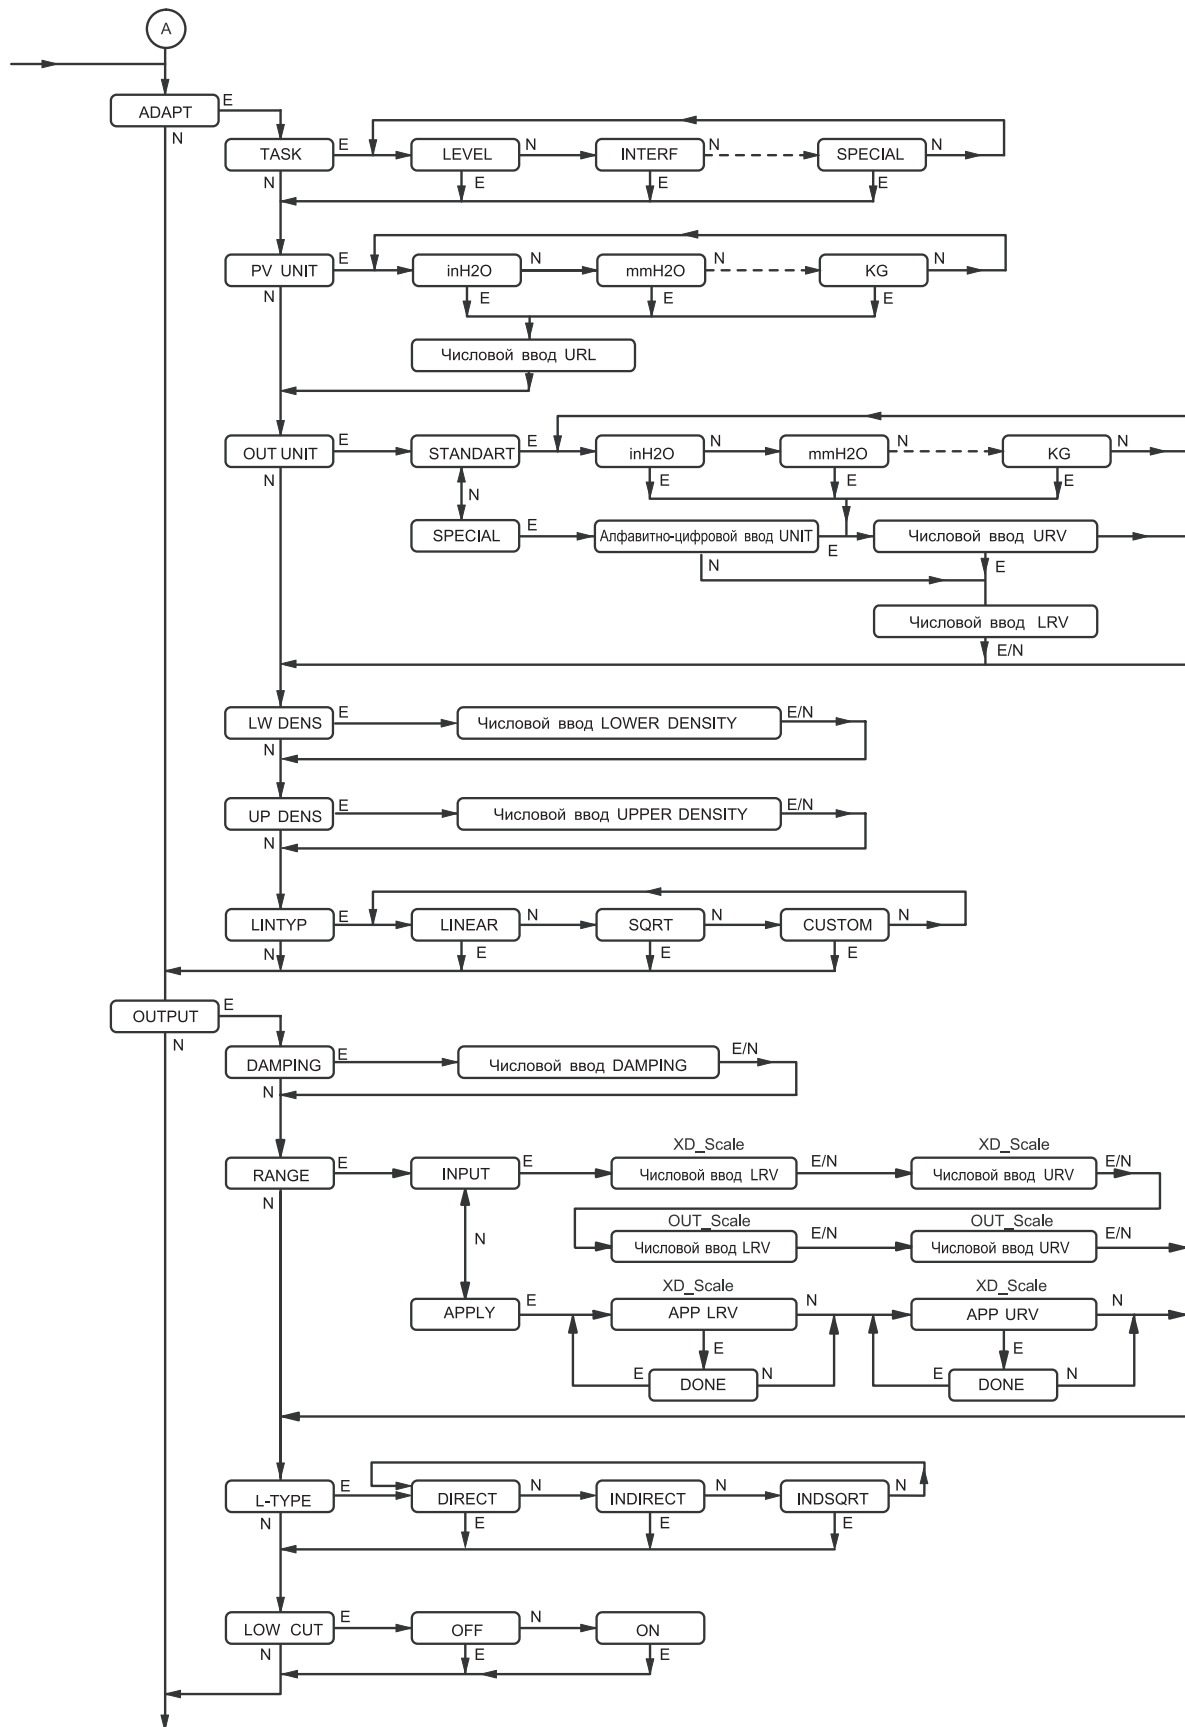 A
ADAPT E
N
TASK E LEVEL N INTERF N SPECIAL N
N E E E
PV UNIT E inH2O N mmH2O N KG N
N E E E
Числовой ввод URL
OUT UNIT E STANDART E inH2O N mmH2O N KG N
N E E E
N
SPECIAL E Алфавитно-цифровой ввод UNIT E Числовой ввод URV
N E
Числовой ввод LRV
E/N
LW DENS E Числовой ввод LOWER DENSITY E/N
N
UP DENS E Числовой ввод UPPER DENSITY E/N
N
LINTYP E LINEAR N SQRT N CUSTOM N
N E E E
OUTPUT E
N
DAMPING E Числовой ввод DAMPING E/N
N
XD_Scale XD_Scale
RANGE E INPUT E Числовой ввод LRV E/N Числовой ввод URV E/N
N
OUT_Scale OUT_Scale
N Числовой ввод LRV E/N Числовой ввод URV E/N
XD_Scale XD_Scale
APPLY E APP LRV N APP URV N
E E
E DONE N E DONE N
L-TYPE E DIRECT N INDIRECT N INDSQRT N
N E E E
LOW CUT E OFF N ON
N E E